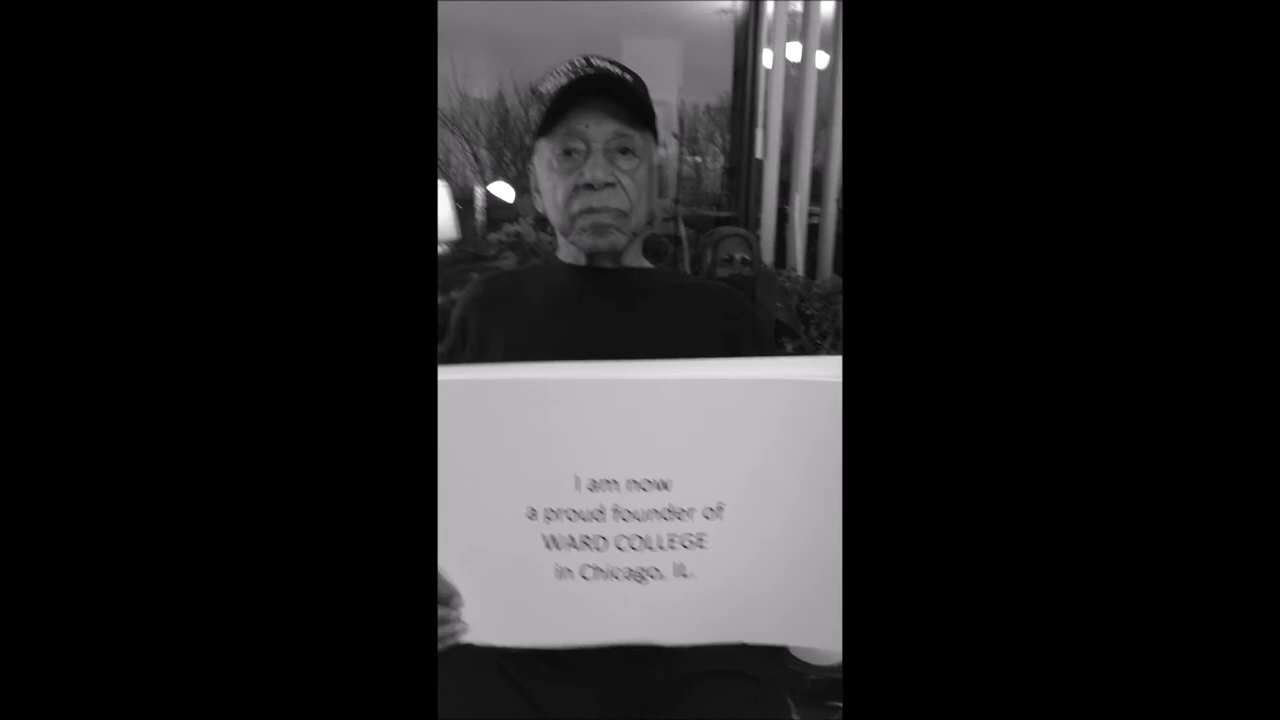 I am now
a proud founder of
WARD COLLEGE
in Chicago, IL.